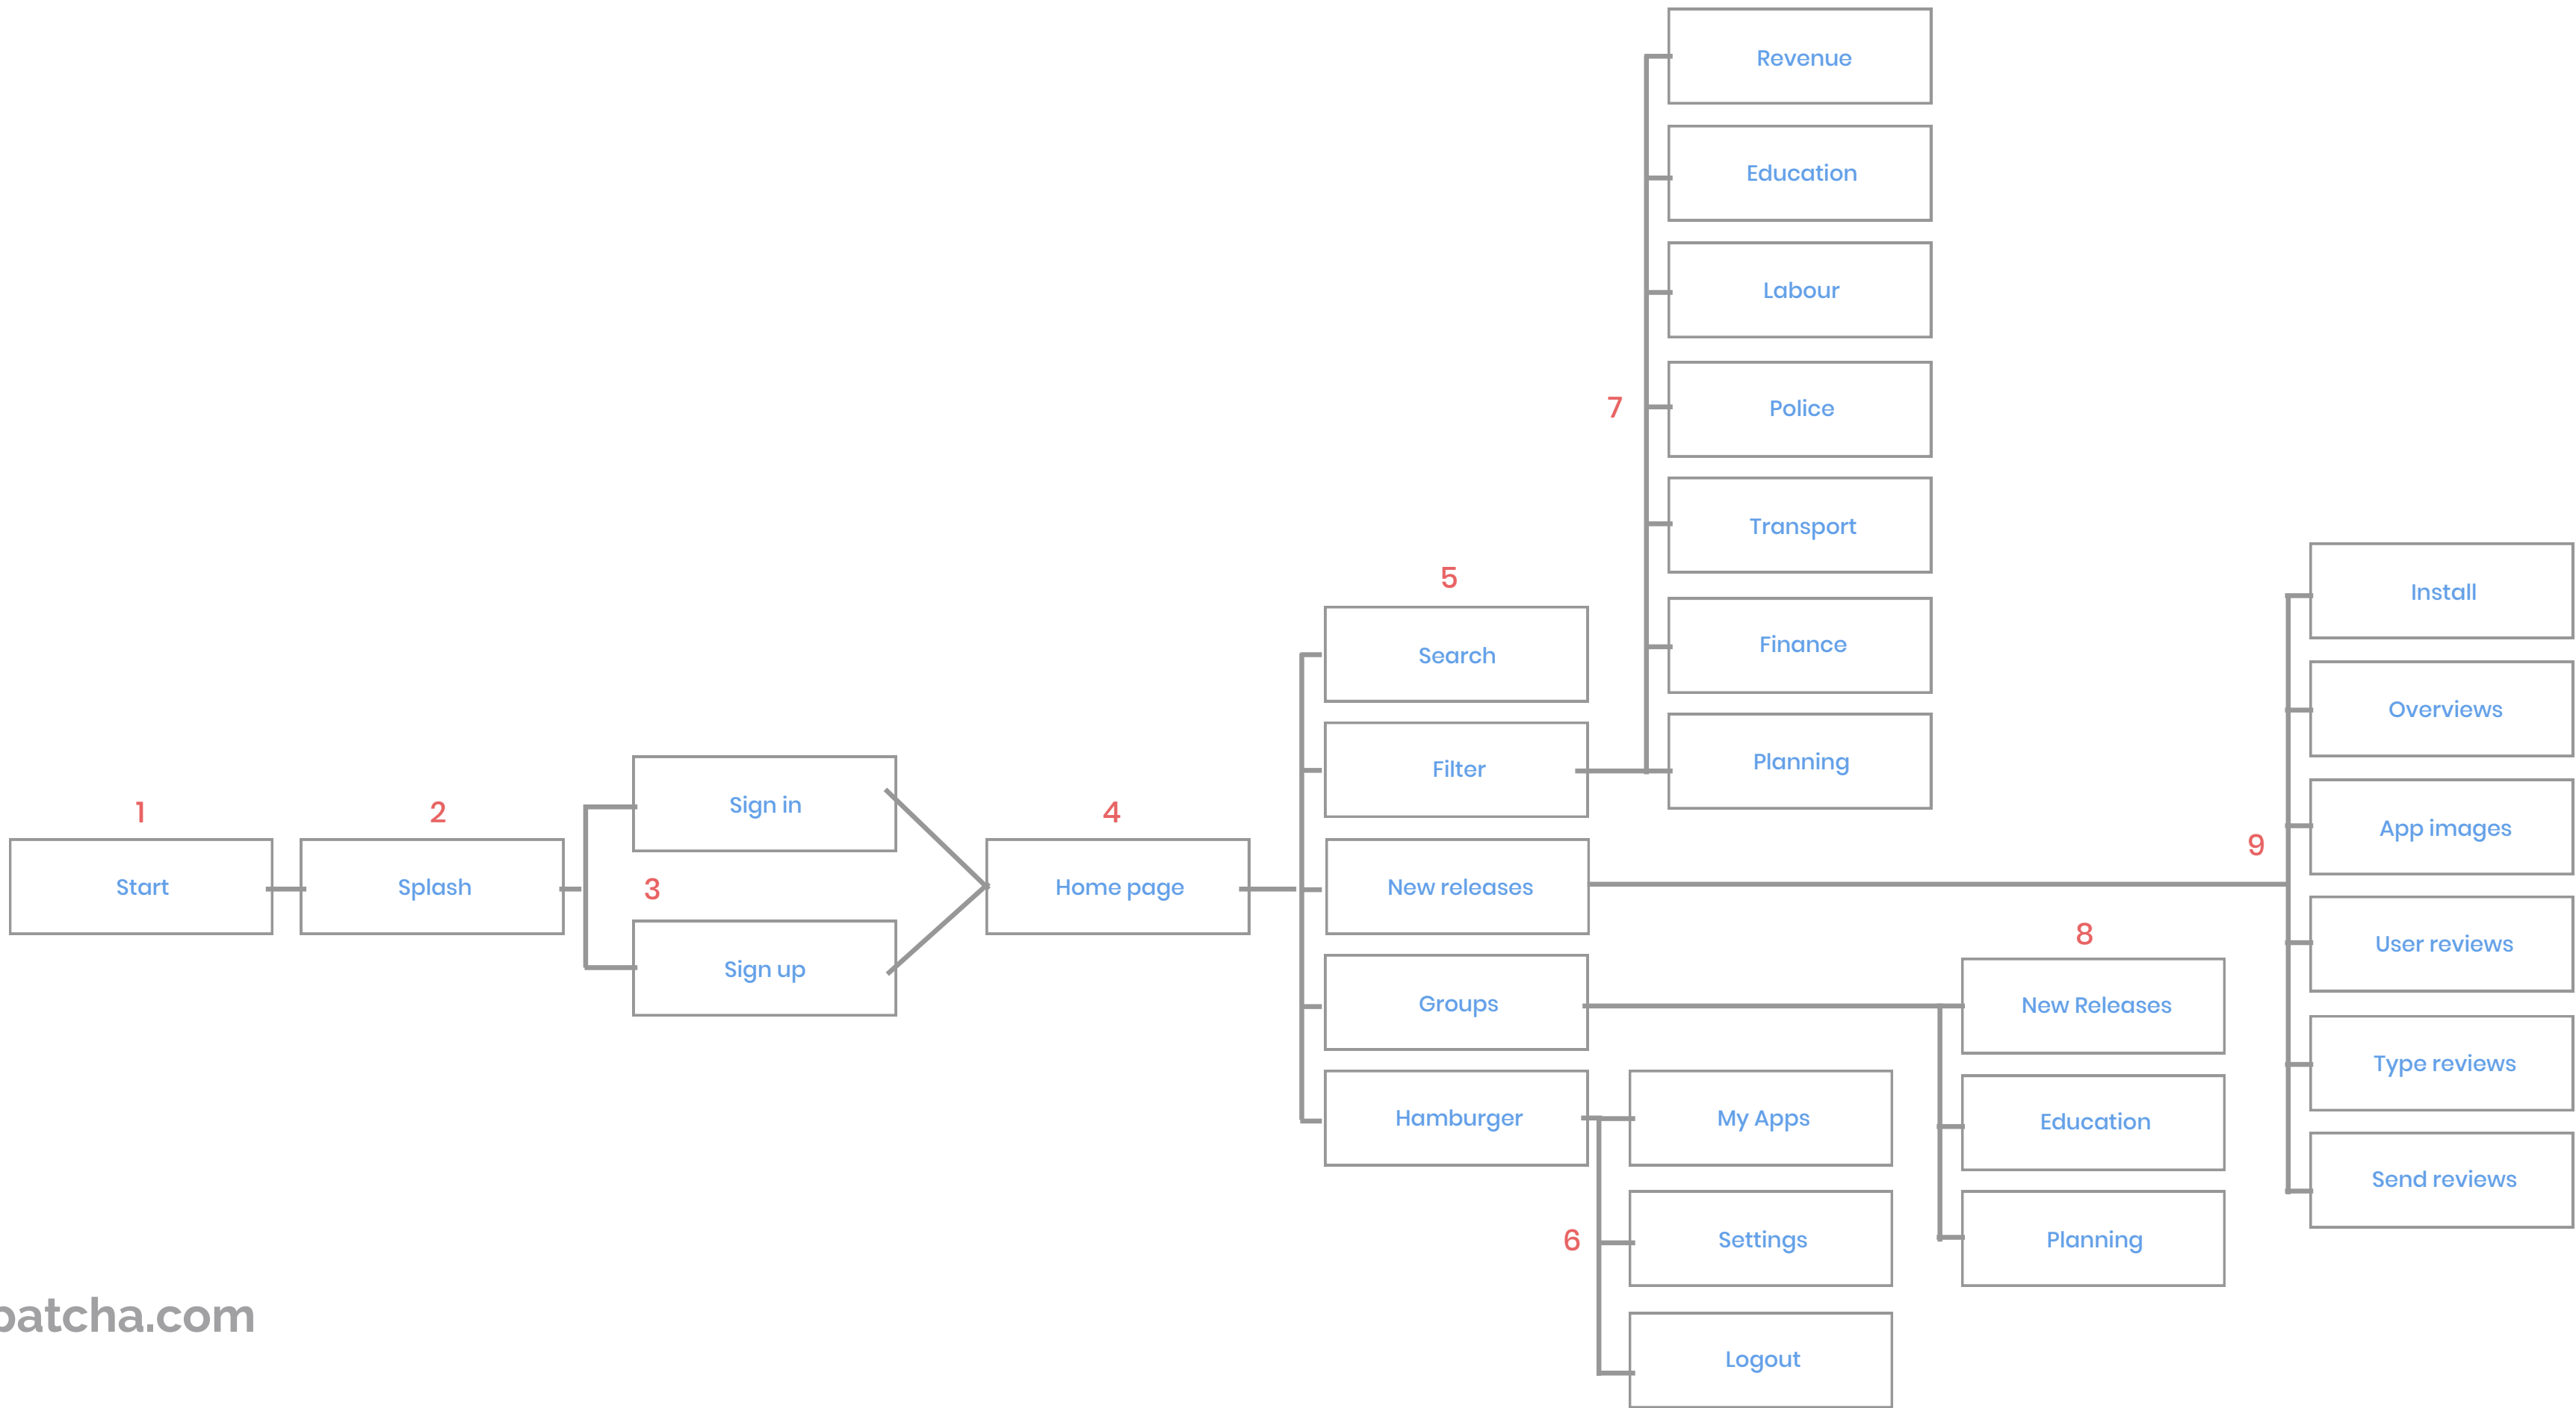 1
Start
2
Splash
Sign in
3
Sign up
4
Home page
5
Search
Filter
New releases
Groups
Hamburger
6
My Apps
Settings
Logout
7
Revenue
Education
Labour
Police
Transport
Finance
Planning
8
New Releases
Education
Planning
9
Install
Overviews
App images
User reviews
Type reviews
Send reviews
patcha.com